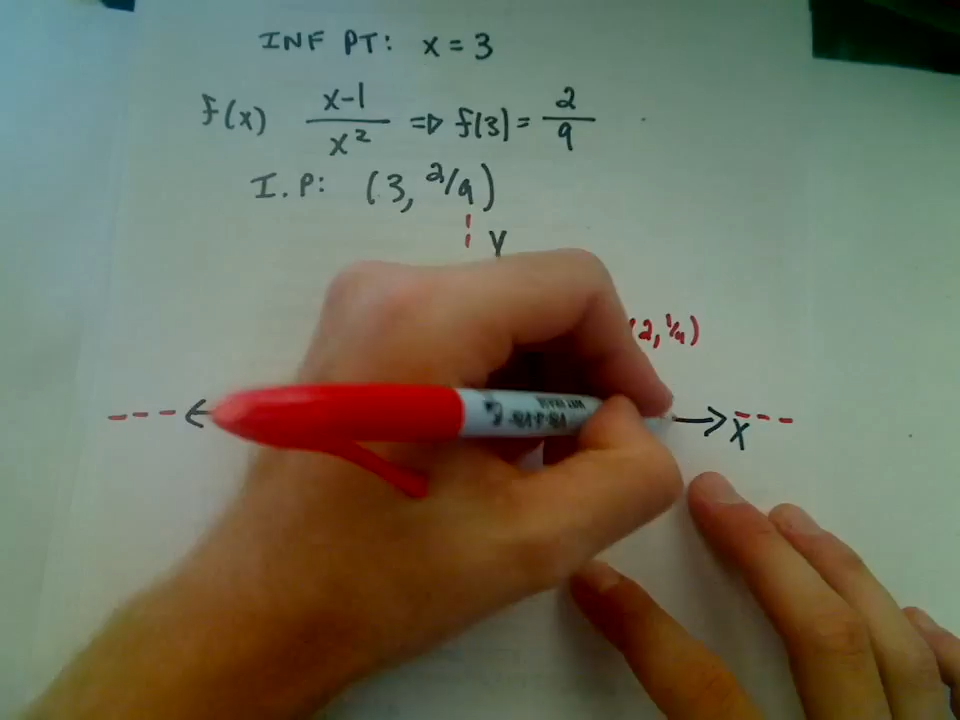 INF PT: x = 3
f(x) x-1/x² ⇒ f(3) = 2/9
I.P: (3, 2/9)
Y
(2, 1/4)
X